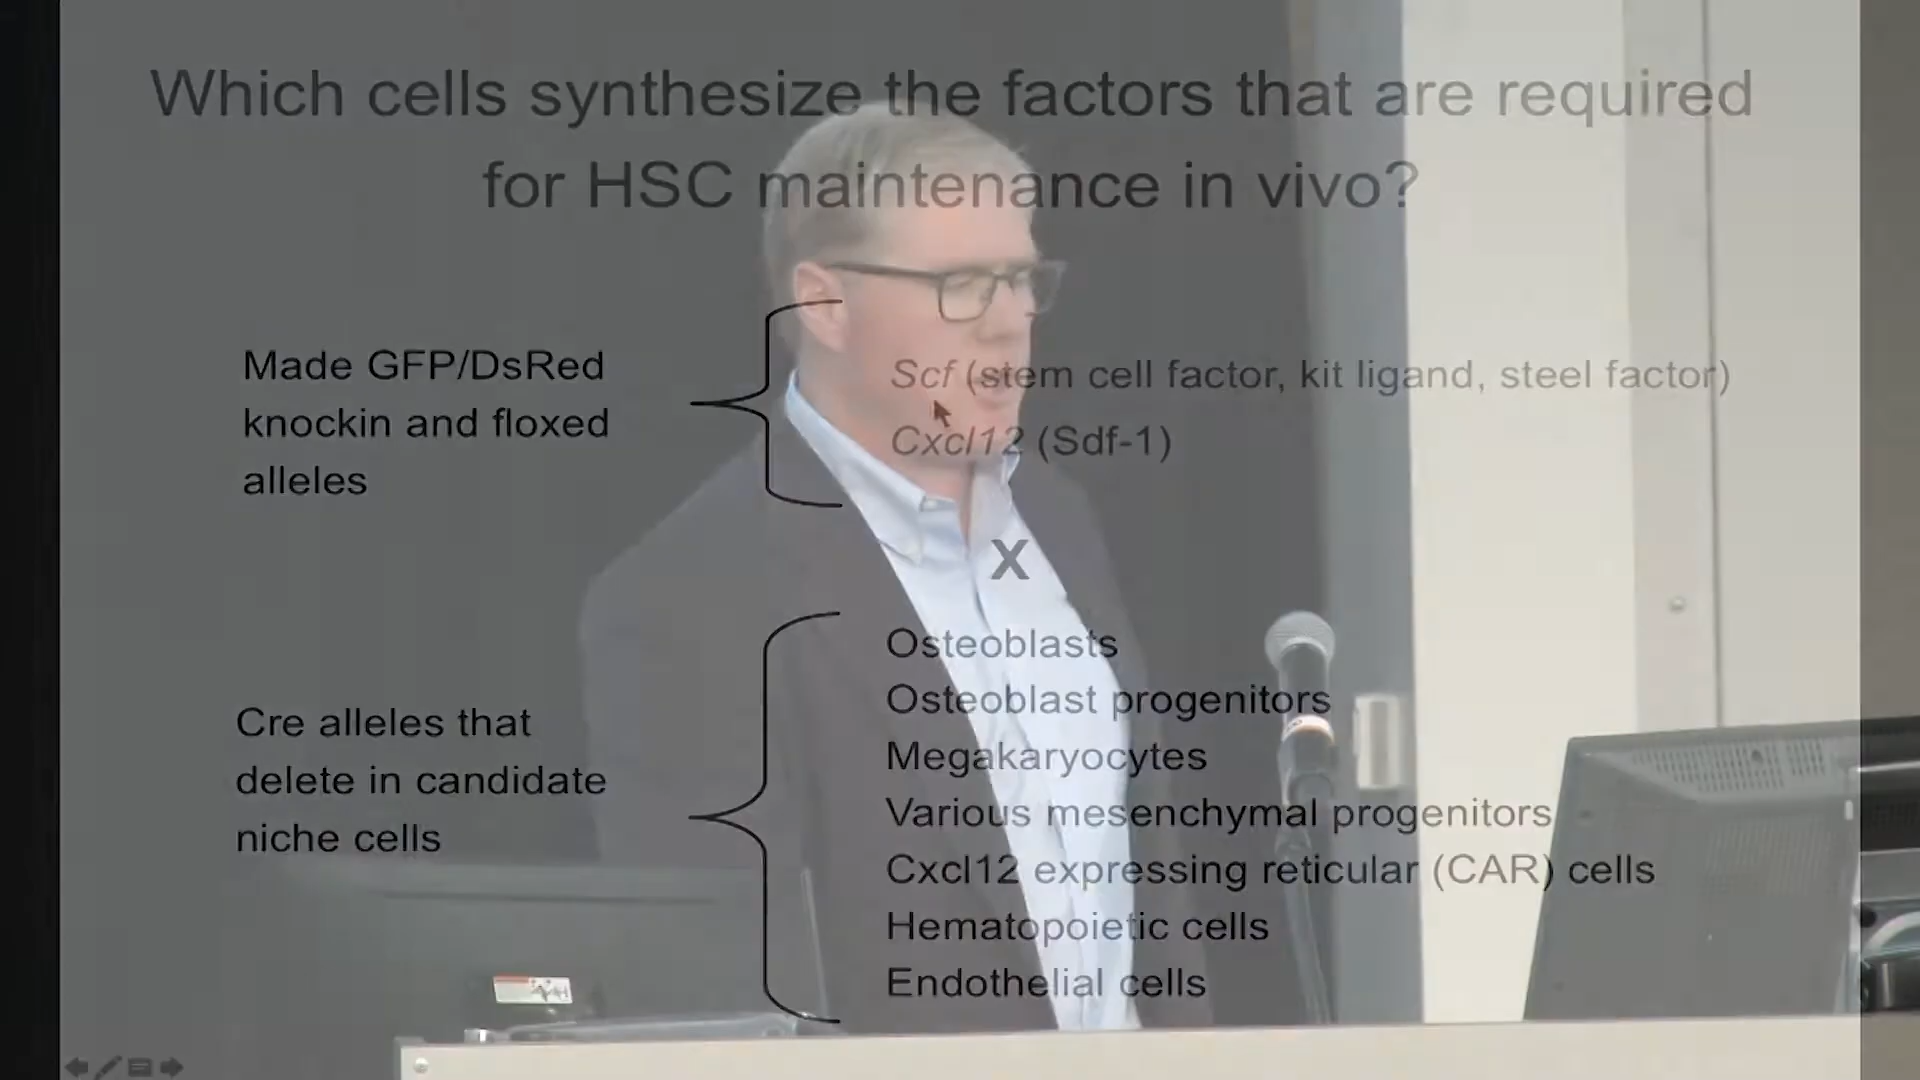 Which cells synthesize the factors that are required
for HSC maintenance in vivo?
Made GFP/DsRed
knockin and floxed
alleles
Scf (stem cell factor, kit ligand, steel factor)
Cxcl12 (Sdf-1)
X
Cre alleles that
delete in candidate
niche cells
Osteoblasts
Osteoblast progenitors
Megakaryocytes
Various mesenchymal progenitors
Cxcl12 expressing reticular (CAR) cells
Hematopoietic cells
Endothelial cells